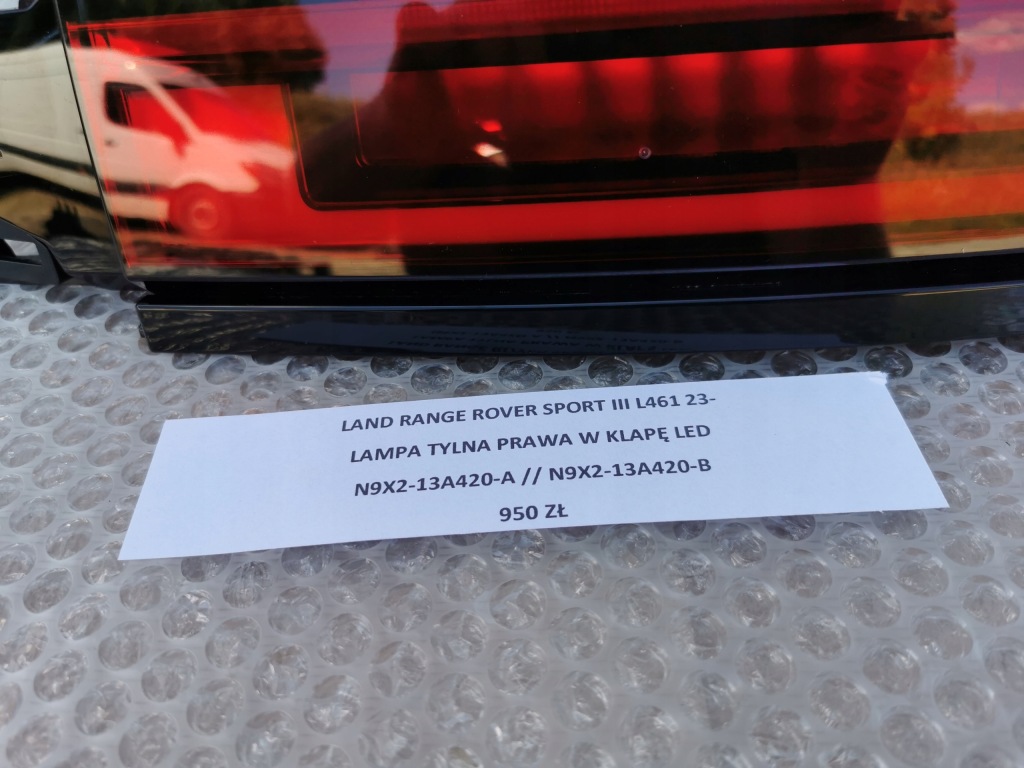 LAND RANGE ROVER SPORT III L461 23-
LAMPA TYLNA PRAWA W KLAPĘ LED
N9X2-13A420-A // N9X2-13A420-B
950 ZŁ